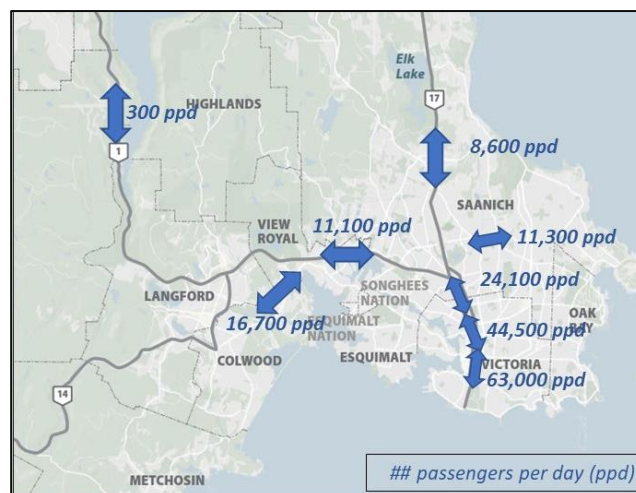 Elk
Lake
17
300 ppd
HIGHLANDS
1
8,600 ppd
SAANICH
VIEW
ROYAL
11,100 ppd
11,300 ppd
SONGHEES
NATION
24,100 ppd
LANGFORD
16,700 ppd
ESQUIMALT
NATION
OAK
BAY
44,500 ppd
COLWOOD
ESQUIMALT
VICTORIA
63,000 ppd
14
METCHOSIN
## passengers per day (ppd)